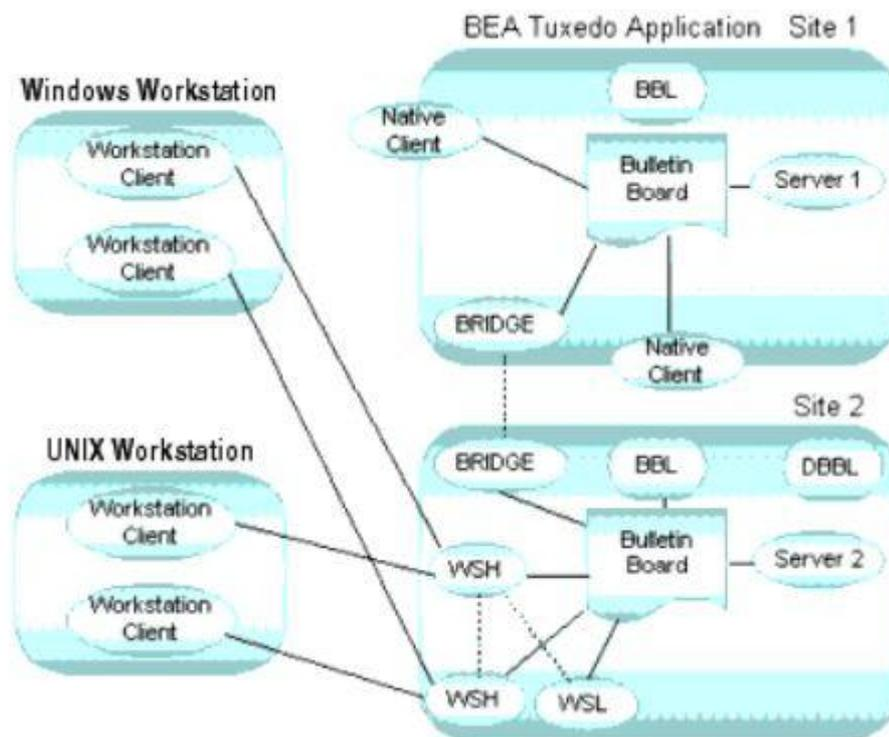 BEA Tuxedo Application Site 1
Windows Workstation
Workstation
Client
Workstation
Client
Native
Client
BBL
Bulletin
Board
Server 1
BRIDGE
Native
Client
Site 2
UNIX Workstation
Workstation
Client
Workstation
Client
BRIDGE
BBL
DBBL
Bulletin
Board
Server 2
WSH
WSH
WSL